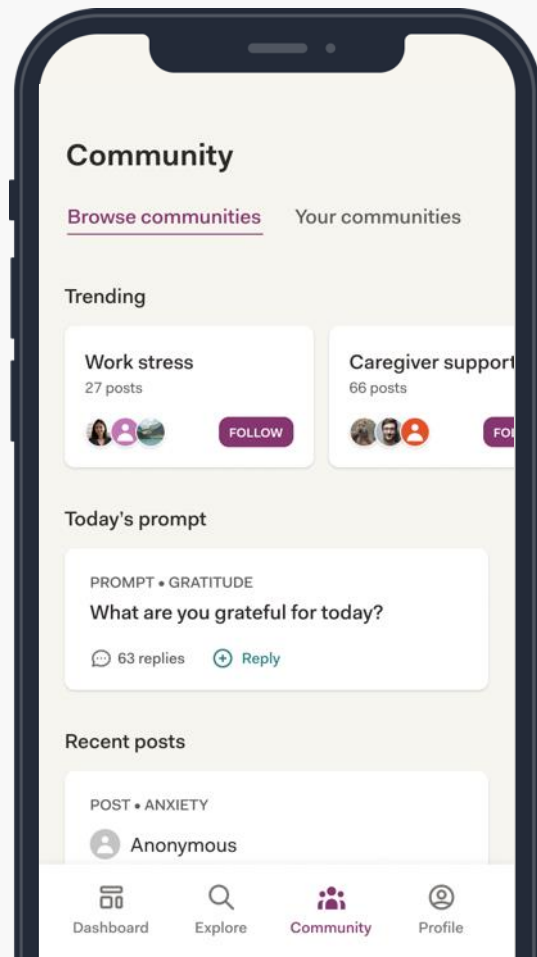 Community
Browse communities Your communities
Trending
Work stress Caregiver support
27 posts 66 posts
FOLLOW
Today's prompt
PROMPT • GRATITUDE
What are you grateful for today?
63 replies Reply
Recent posts
POST • ANXIETY
Anonymous
Dashboard Explore Community Profile